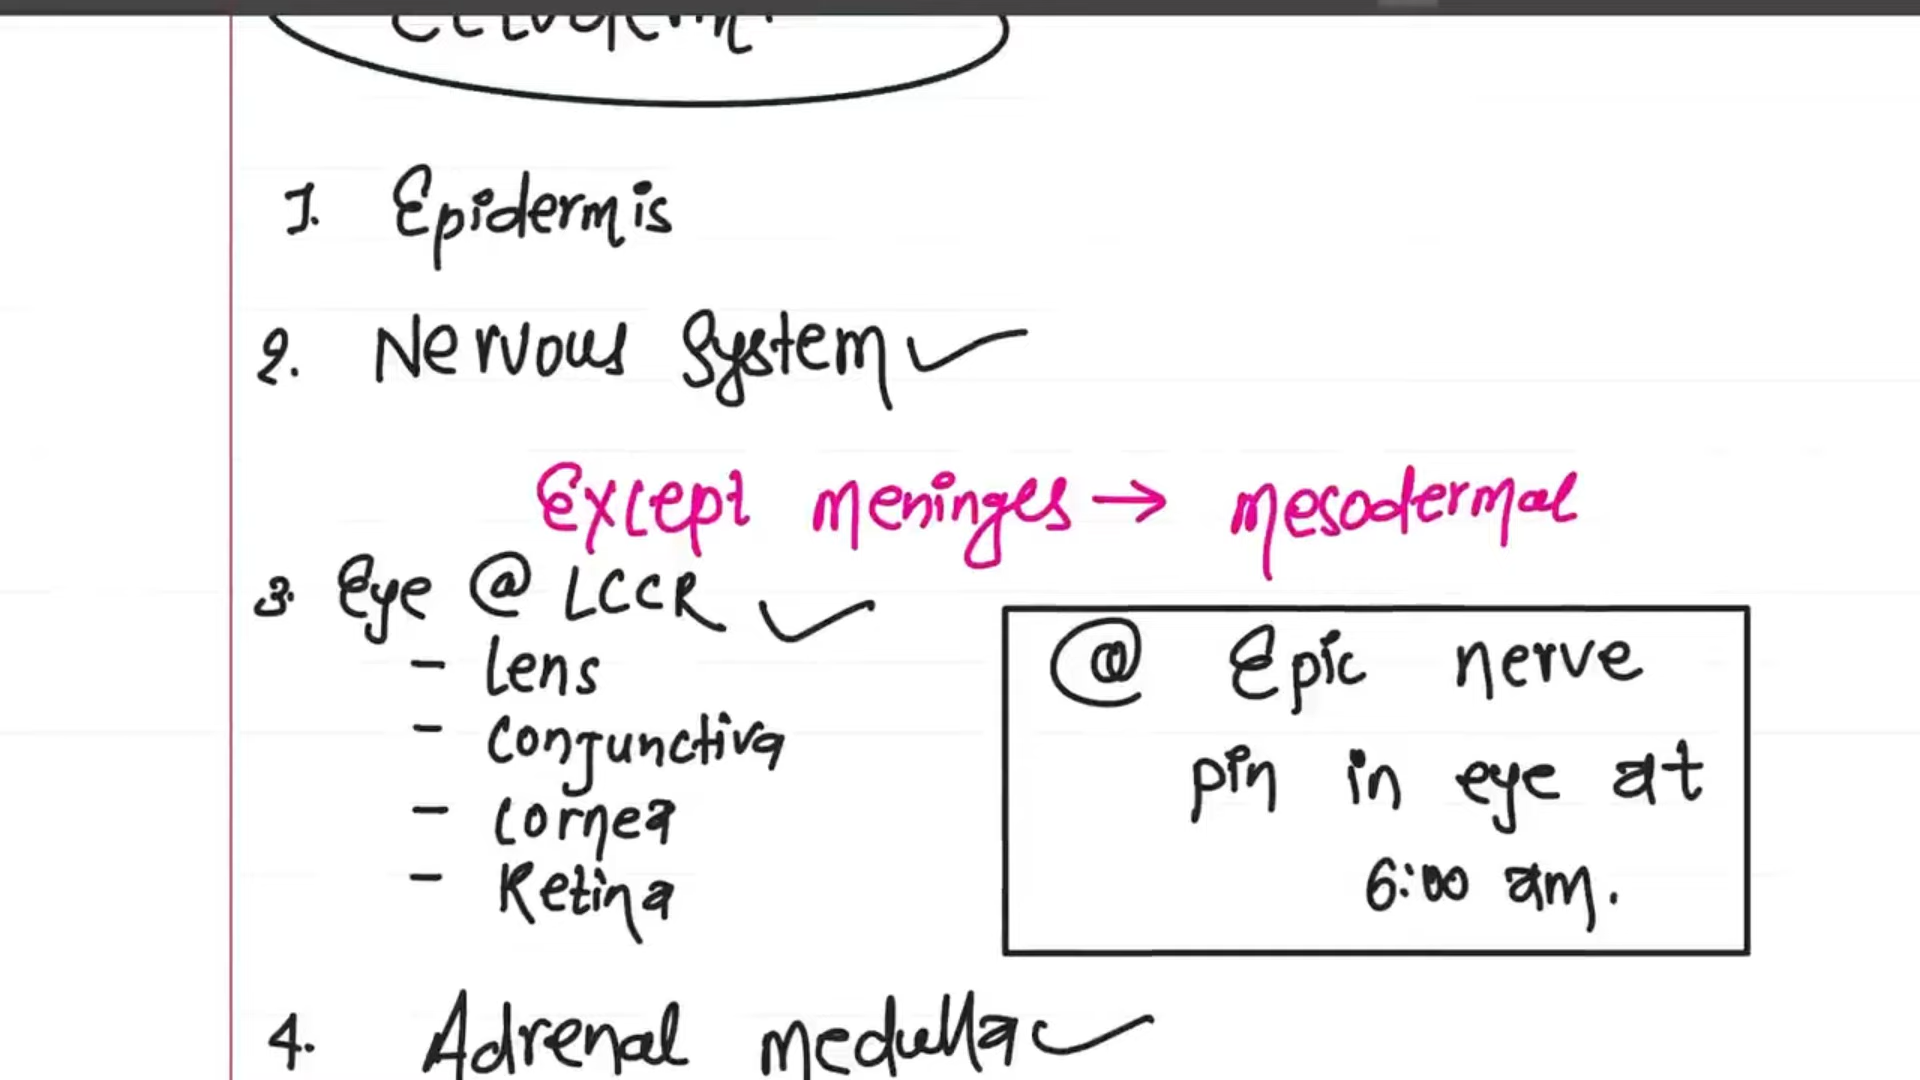 Ectoderm.
1. Epidermis
2. Nervous System ✓
Except meninges → mesodermal
3. Eye @ LCCR ✓
- Lens
- Conjunctiva
- Cornea
- Retina
@ Epic nerve
pin in eye at
6:00 am.
4. Adrenal medulla ✓